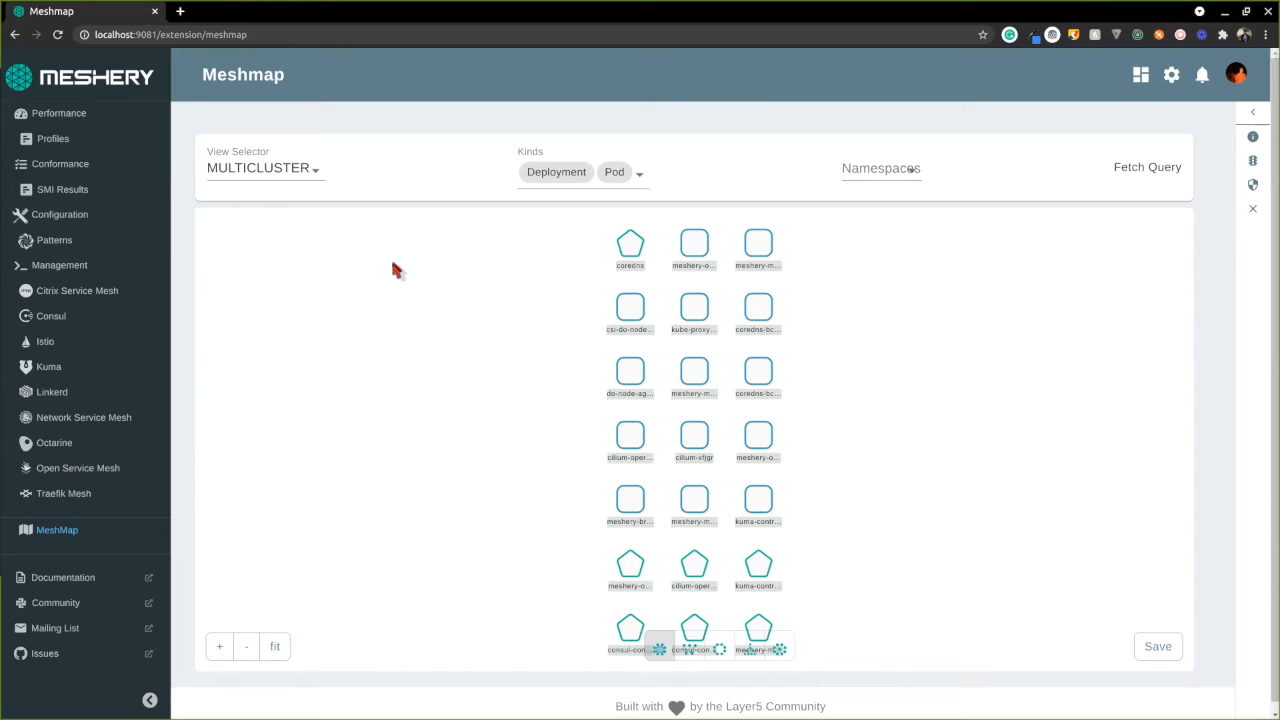 Meshmap
localhost:9081/extension/meshmap
MESHERY
Meshmap
Performance
Profiles
Conformance
SMI Results
Configuration
Patterns
Management
Citrix Service Mesh
Consul
Istio
Kuma
Linkerd
Network Service Mesh
Octarine
Open Service Mesh
Traefik Mesh
MeshMap
Documentation
Community
Mailing List
Issues
View Selector
MULTICLUSTER
Kinds
Deployment Pod
Namespaces
Fetch Query
coredns meshery-o... meshery-m...
csi-do-node... kube-proxy... coredns-bc...
do-node-ag... meshery-m... coredns-bc...
cilium-oper... cilium-xfjgr meshery-o...
meshery-br... meshery-m... kuma-contr...
meshery-o... cilium-oper... kuma-contr...
consul-con... consul-con... meshery-m...
+ - fit
Save
Built with by the Layer5 Community